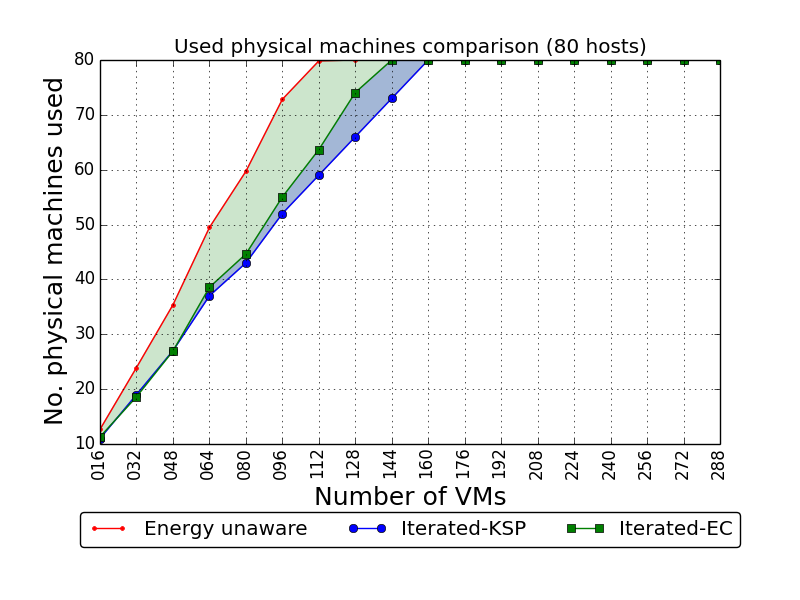 Used physical machines comparison (80 hosts)
No. physical machines used
80
70
60
50
40
30
20
10
016 032 048 064 080 096 112 128 144 160 176 192 208 224 240 256 272 288
Number of VMs
Energy unaware Iterated-KSP Iterated-EC